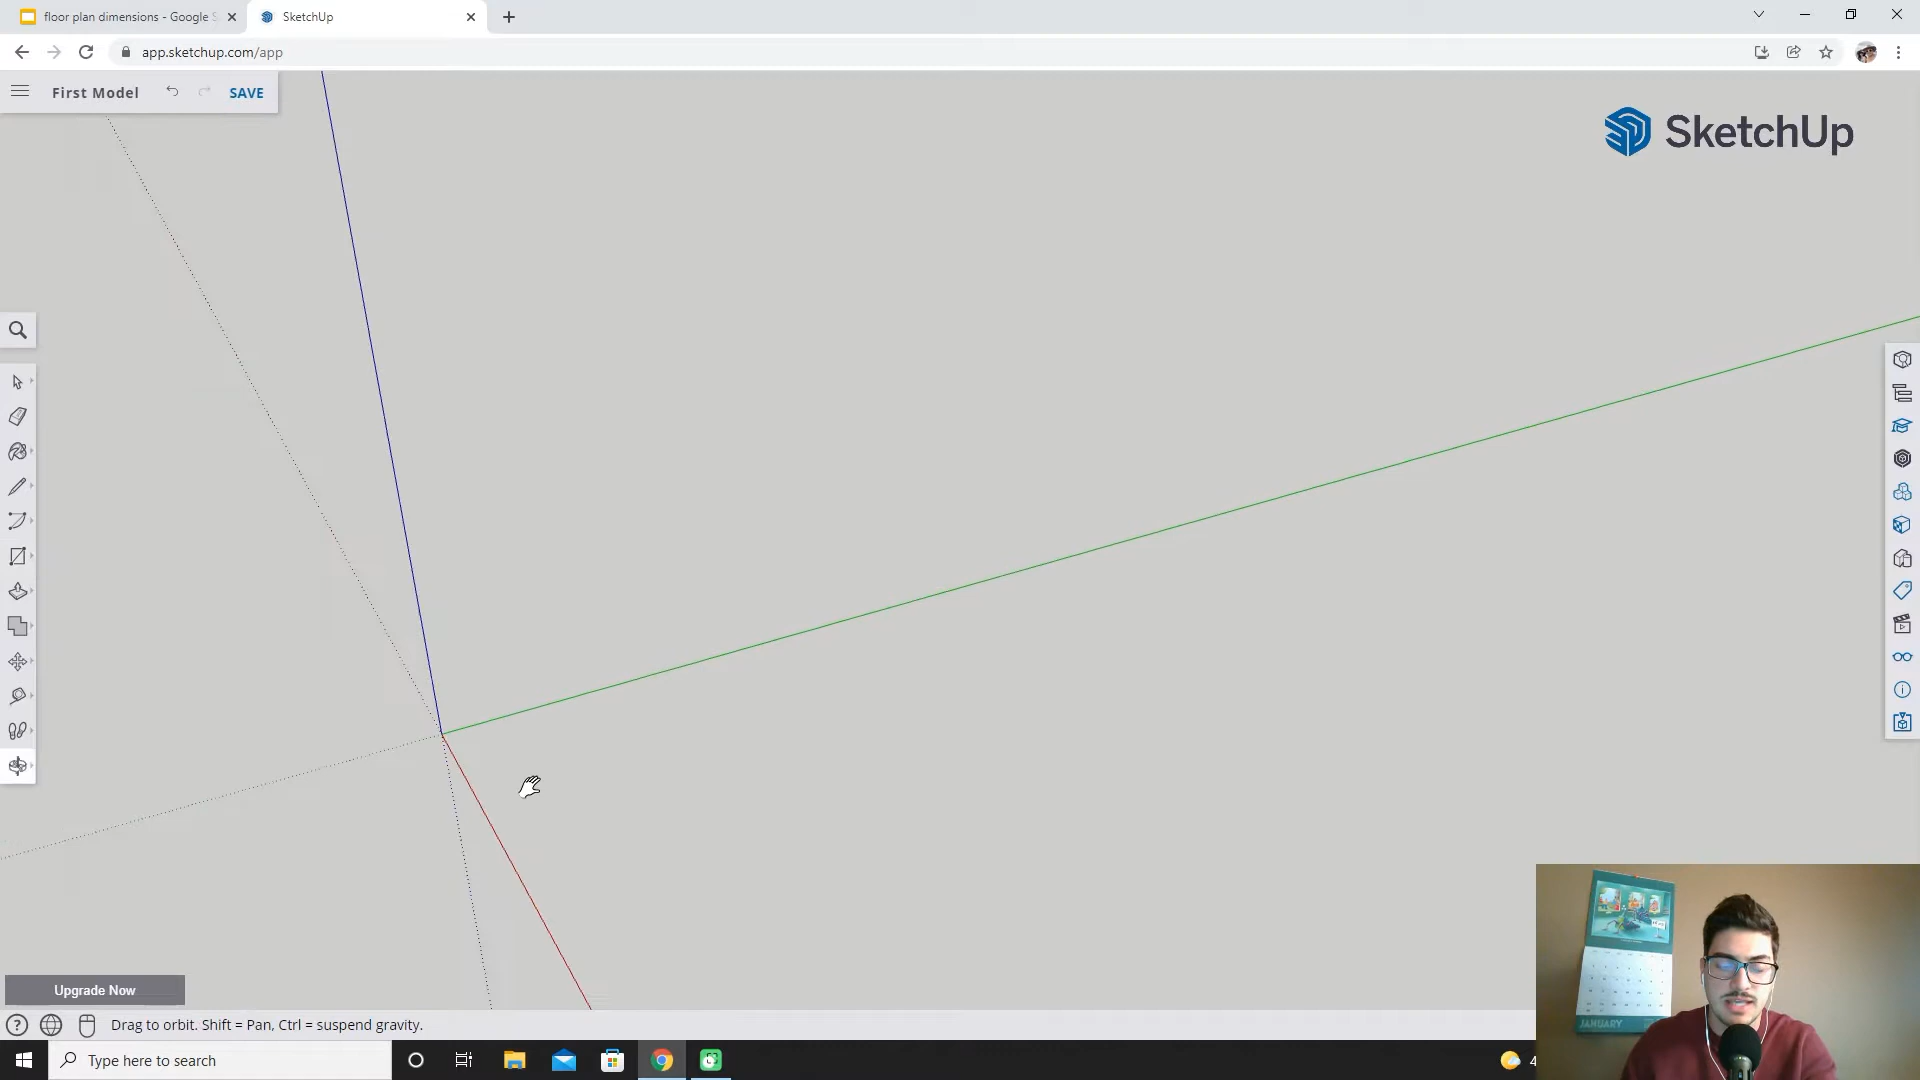 floor plan dimensions - Google S
SketchUp
app.sketchup.com/app
First Model
SAVE
SketchUp
Upgrade Now
Drag to orbit. Shift = Pan, Ctrl = suspend gravity.
Type here to search
4
JANUARY